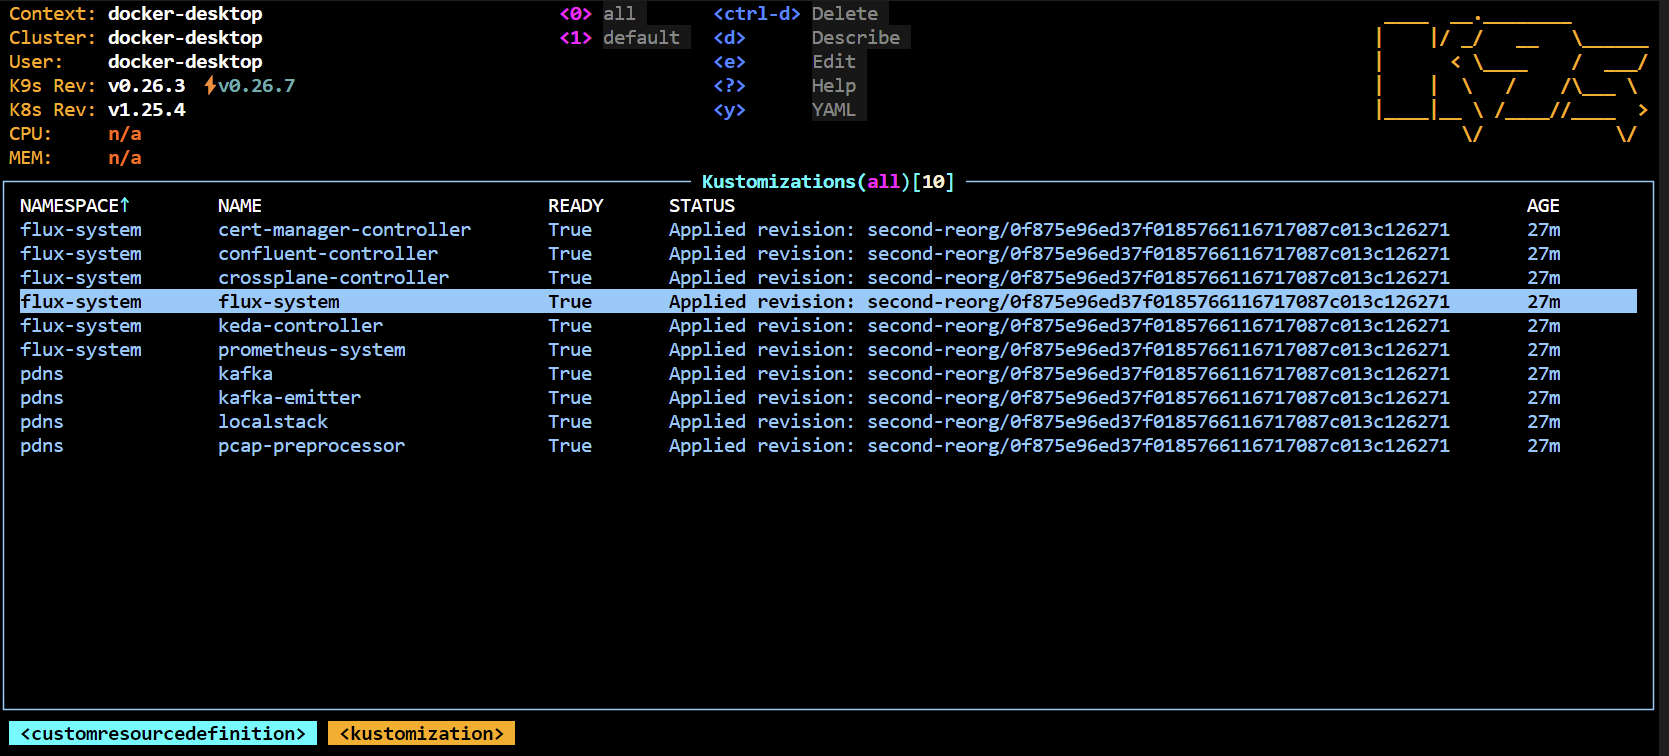 Context: docker-desktop <0> all <ctrl-d> Delete
Cluster: docker-desktop <1> default <d> Describe
User: docker-desktop <e> Edit
K9s Rev: v0.26.3 ⚡v0.26.7 <?> Help
K8s Rev: v1.25.4 <y> YAML
CPU: n/a
MEM: n/a
Kustomizations(all)[10]
NAMESPACE↑ NAME READY STATUS AGE
flux-system cert-manager-controller True Applied revision: second-reorg/0f875e96ed37f0185766116717087c013c126271 27m
flux-system confluent-controller True Applied revision: second-reorg/0f875e96ed37f0185766116717087c013c126271 27m
flux-system crossplane-controller True Applied revision: second-reorg/0f875e96ed37f0185766116717087c013c126271 27m
flux-system flux-system True Applied revision: second-reorg/0f875e96ed37f0185766116717087c013c126271 27m
flux-system keda-controller True Applied revision: second-reorg/0f875e96ed37f0185766116717087c013c126271 27m
flux-system prometheus-system True Applied revision: second-reorg/0f875e96ed37f0185766116717087c013c126271 27m
pdns kafka True Applied revision: second-reorg/0f875e96ed37f0185766116717087c013c126271 27m
pdns kafka-emitter True Applied revision: second-reorg/0f875e96ed37f0185766116717087c013c126271 27m
pdns localstack True Applied revision: second-reorg/0f875e96ed37f0185766116717087c013c126271 27m
pdns pcap-preprocessor True Applied revision: second-reorg/0f875e96ed37f0185766116717087c013c126271 27m
<customresourcedefinition> <kustomization>